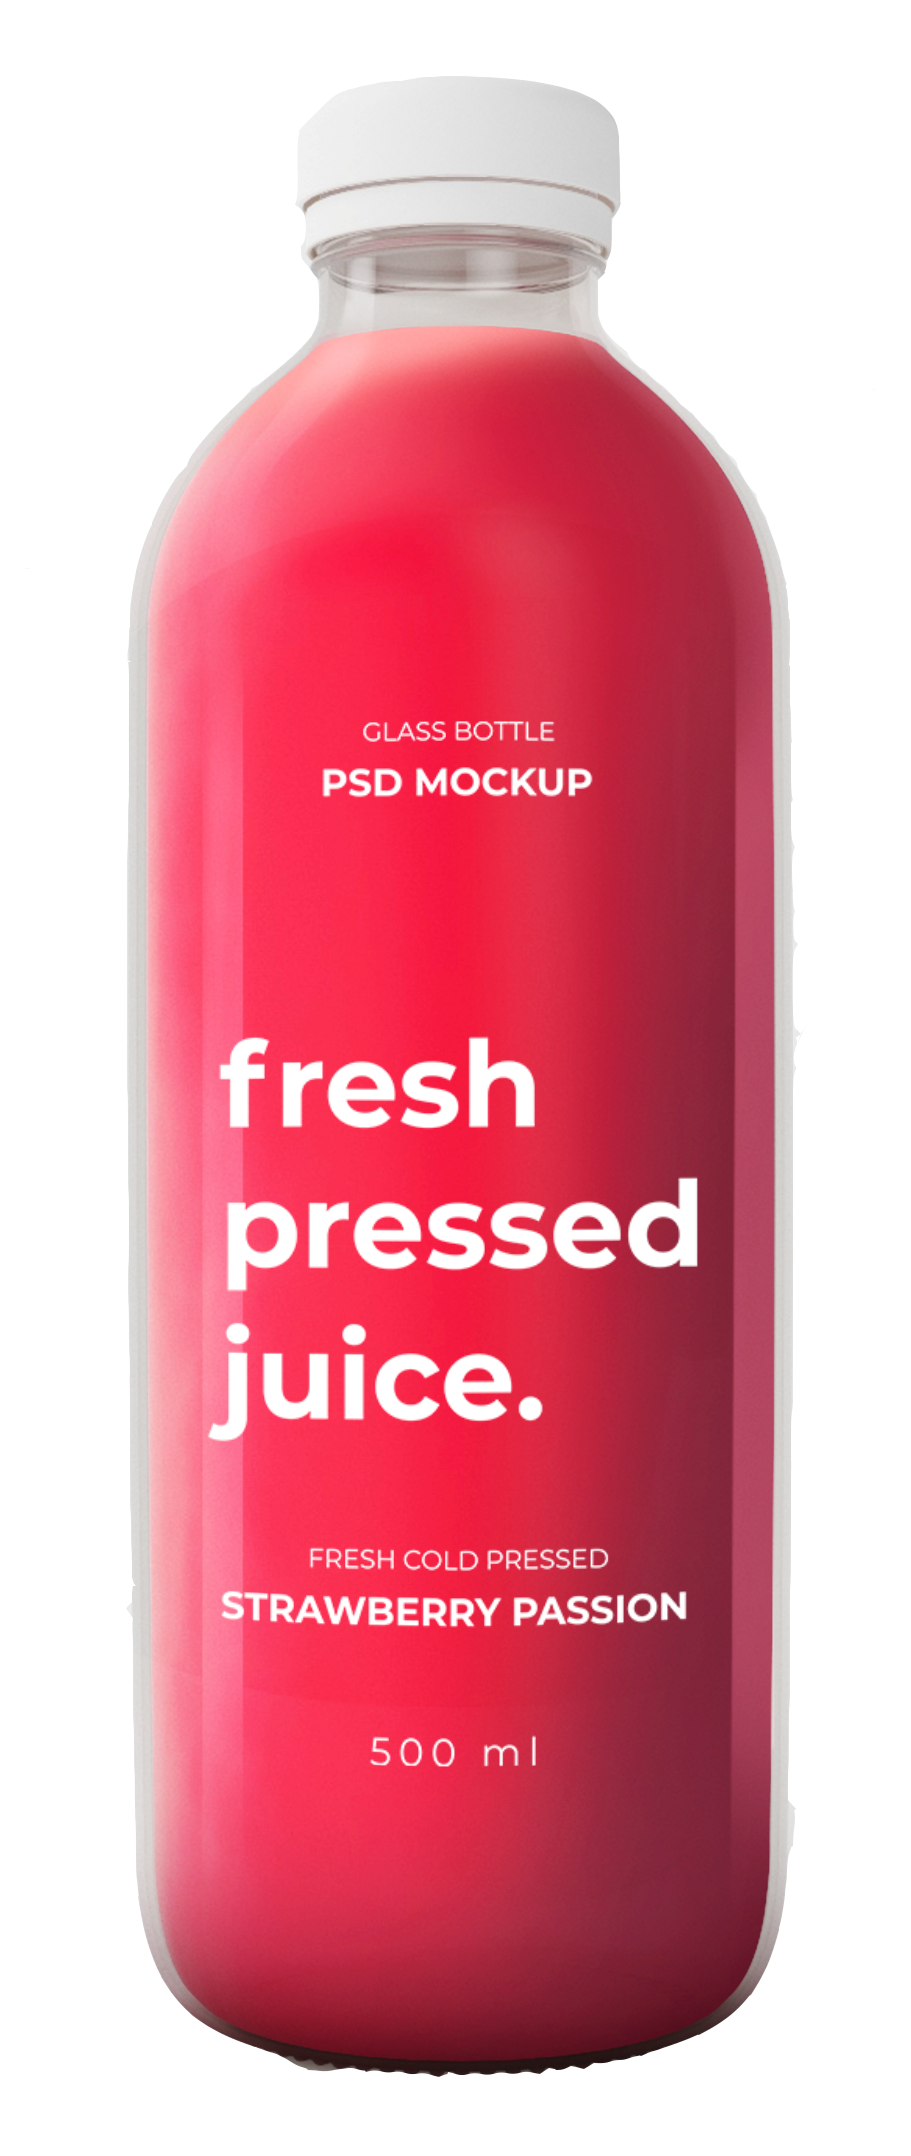 GLASS BOTTLE
PSD MOCKUP
fresh
pressed
juice.
FRESH COLD PRESSED
STRAWBERRY PASSION
500 ml